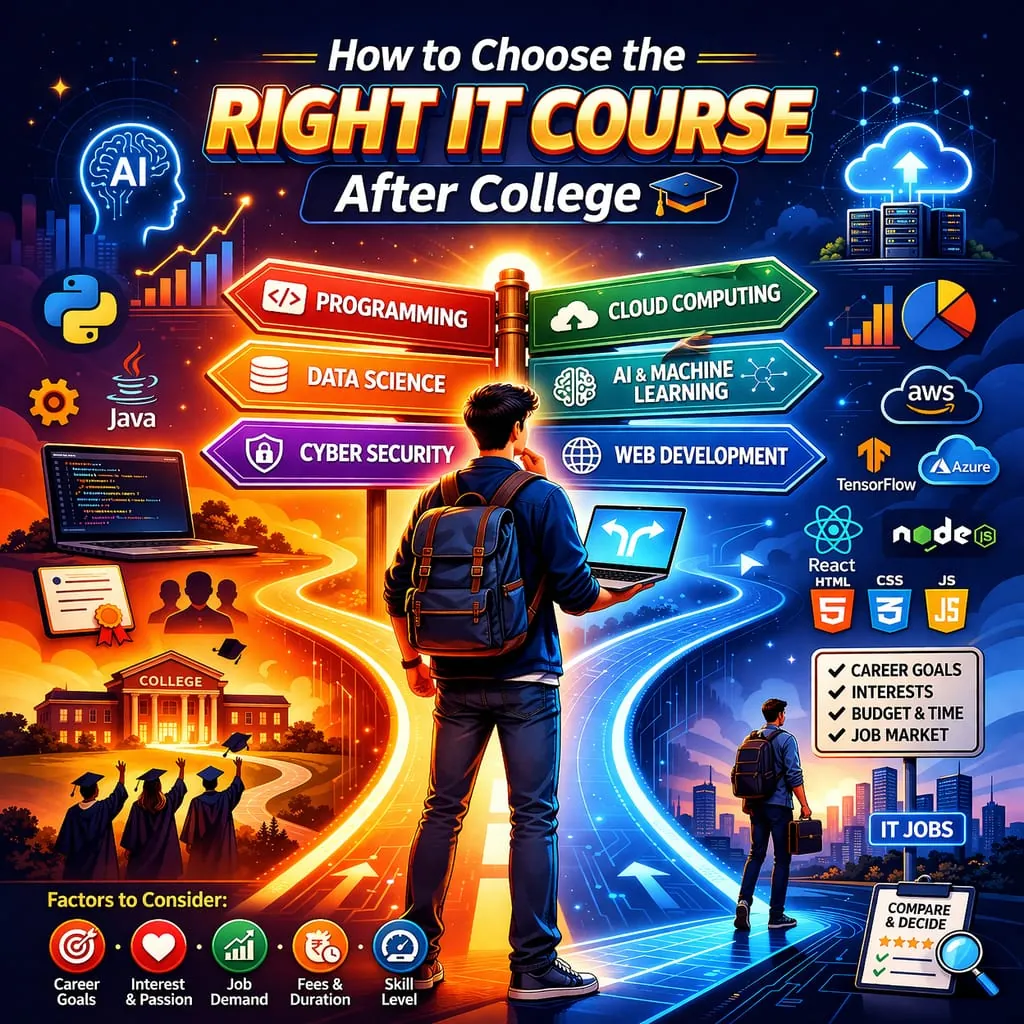 How to Choose the
RIGHT IT COURSE
After College
AI
</> PROGRAMMING
CLOUD COMPUTING
DATA SCIENCE
AI & MACHINE
LEARNING
CYBER SECURITY
WEB DEVELOPMENT
Java
aws
TensorFlow
Azure
React
node JS
HTML
CSS
JS
5
3
JS
COLLEGE
CAREER GOALS
INTERESTS
BUDGET & TIME
JOB MARKET
IT JOBS
COMPARE
& DECIDE
Factors to Consider:
₹
Career
Goals
Interest
& Passion
Job
Demand
Fees &
Duration
Skill
Level